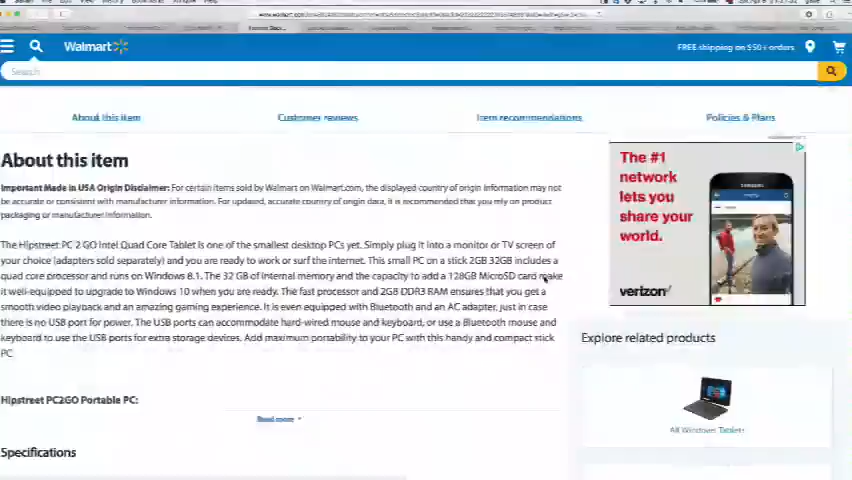 Walmart
FREE shipping on $50+ orders
Search
About this item
Customer reviews
Item recommendations
Policies & Plans
About this item
Important Made in USA Origin Disclaimer: For certain items sold by Walmart on Walmart.com, the displayed country of origin information may not
be accurate or consistent with manufacturer information. For updated, accurate country of origin data, it is recommended that you rely on product
packaging or manufacturer information.
The Hipstreet PC 2 GO Intel Quad Core Tablet is one of the smallest desktop PCs yet. Simply plug it into a monitor or TV screen of
your choice (adapters sold separately) and you are ready to work or surf the internet. This small PC on a stick 2GB 32GB includes a
quad core processor and runs on Windows 8.1. The 32 GB of internal memory and the capacity to add a 128GB MicroSD card make
it well-equipped to upgrade to Windows 10 when you are ready. The fast processor and 2GB DDR3 RAM ensures that you get a
smooth video playback and an amazing gaming experience. It is even equipped with Bluetooth and an AC adapter, just in case
there is no USB port for power. The USB ports can accommodate hard-wired mouse and keyboard, or use a Bluetooth mouse and
keyboard to use the USB ports for extra storage devices. Add maximum portability to your PC with this handy and compact stick
PC
Hipstreet PC2GO Portable PC:
Read more
Specifications
The #1
network
lets you
share your
world.
SAMSUNG
verizon
Explore related products
All Windows Tablets